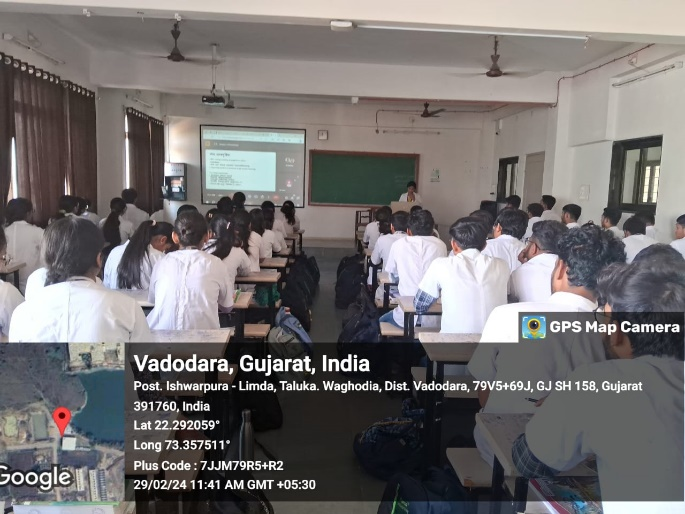 GPS Map Camera
Vadodara, Gujarat, India
Post. Ishwarpura - Limda, Taluka. Waghodia, Dist. Vadodara, 79V5+69J, GJ SH 158, Gujarat
391760, India
Lat 22.292059°
Long 73.357511°
Plus Code : 7JJM79R5+R2
29/02/24 11:41 AM GMT +05:30
Google